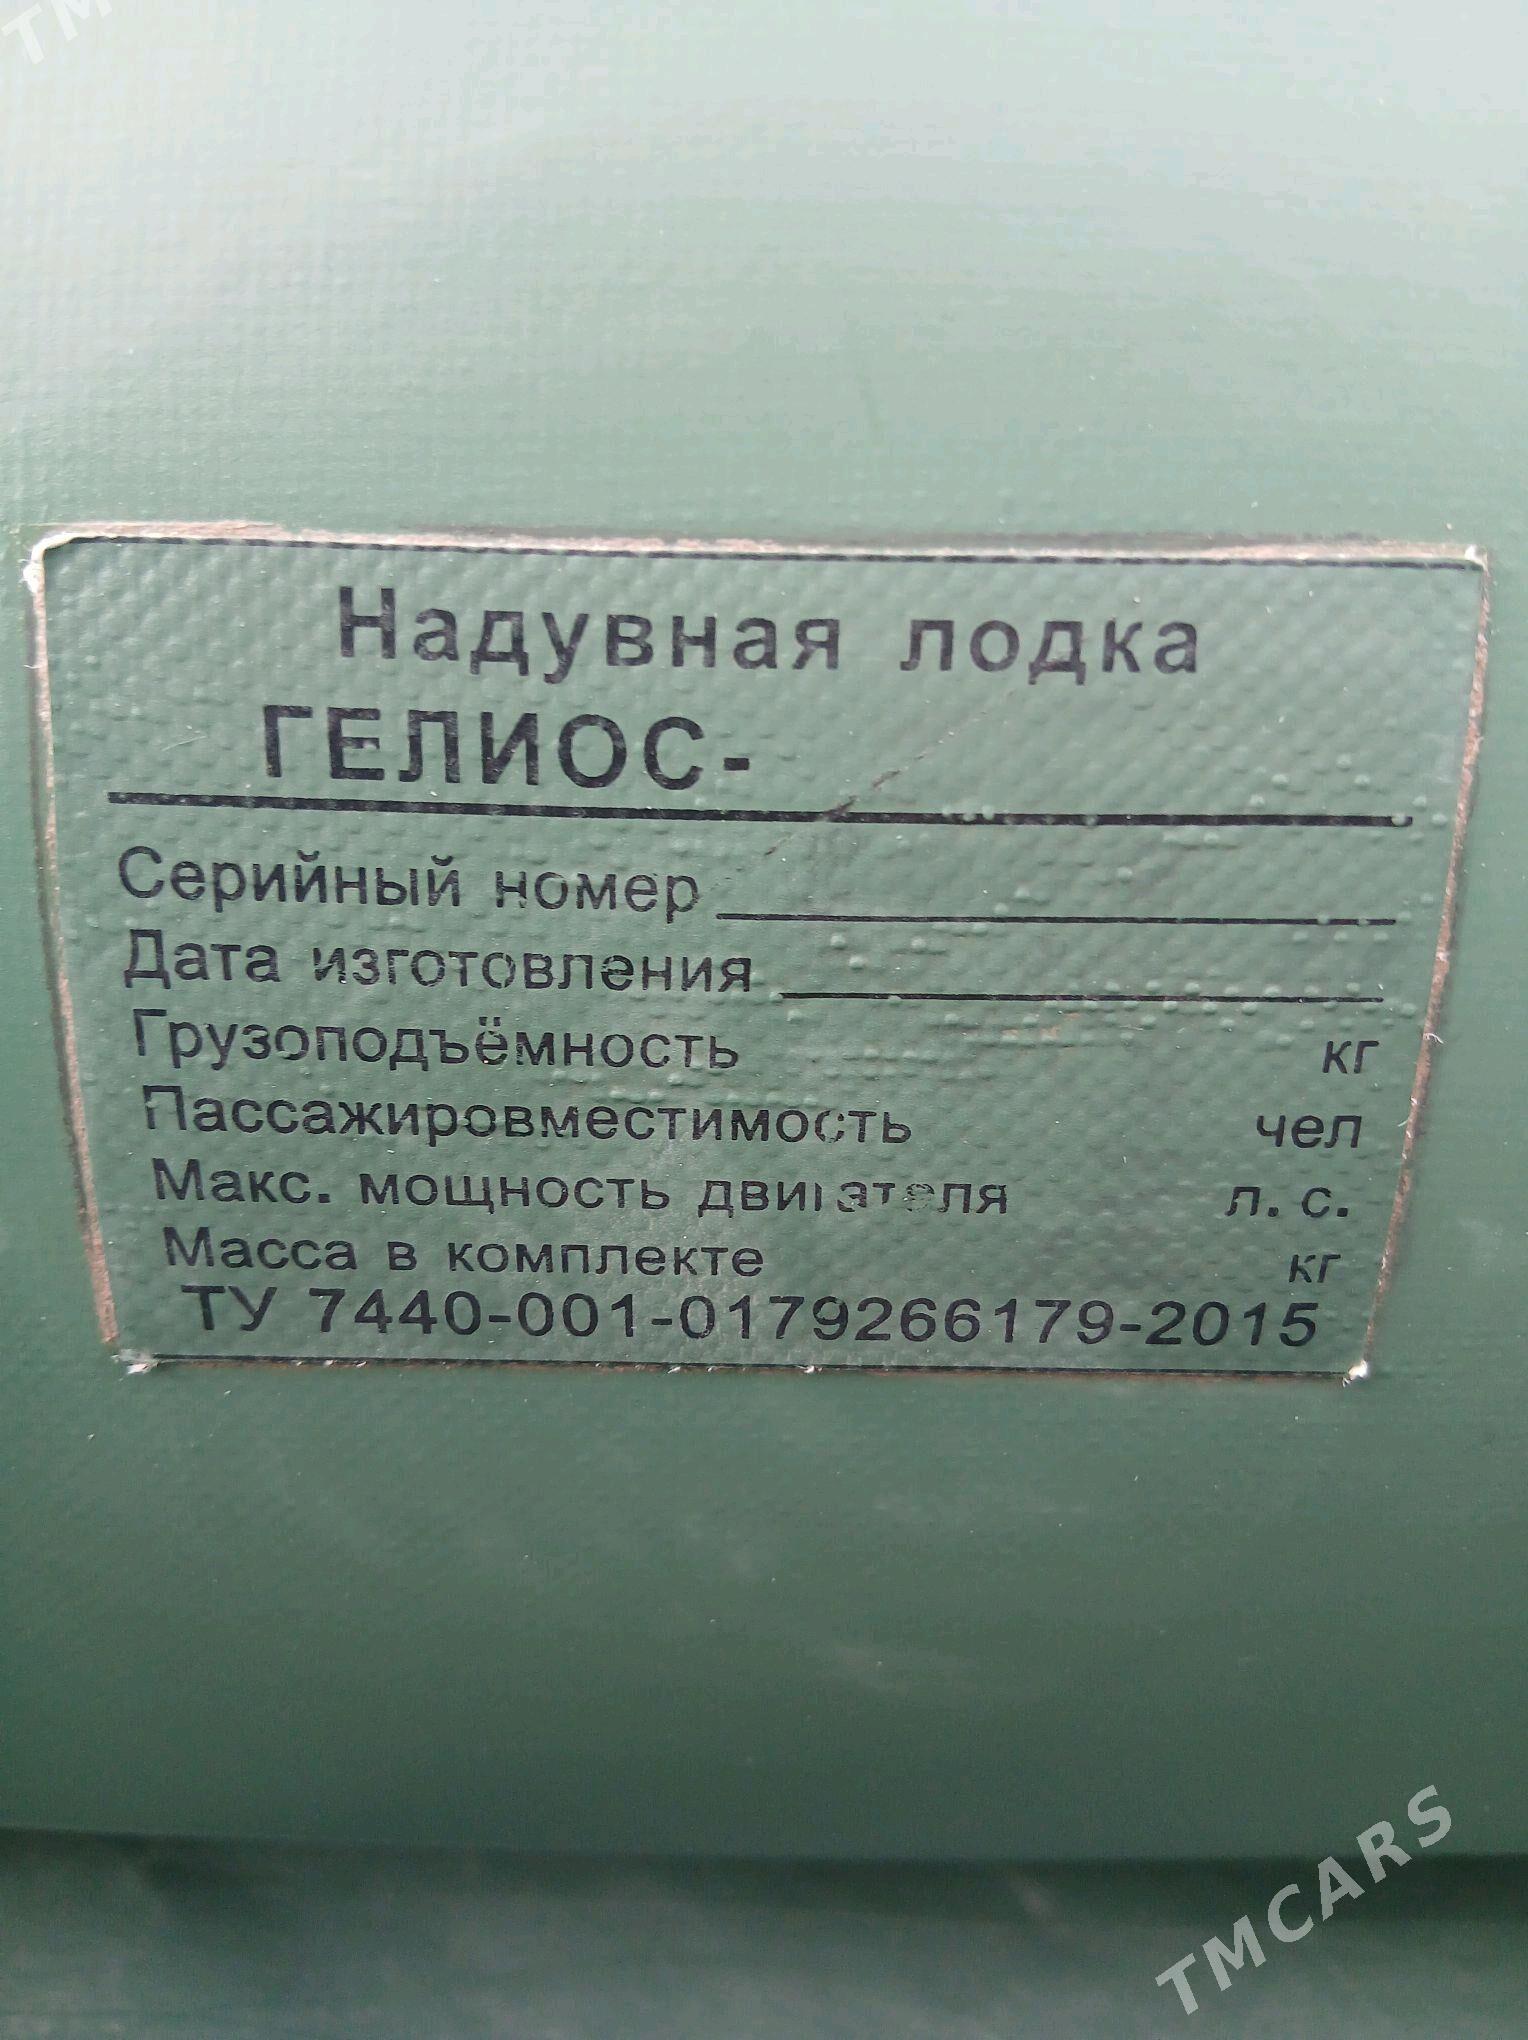 TM
Надувная лодка
ГЕЛИОС-
Серийный номер
Дата изготовления
Грузоподъёмность кг
Пассажировместимость чел
Макс. мощность двигателя л. с.
Масса в комплекте кг
ТУ 7440-001-0179266179-2015
TMCARS